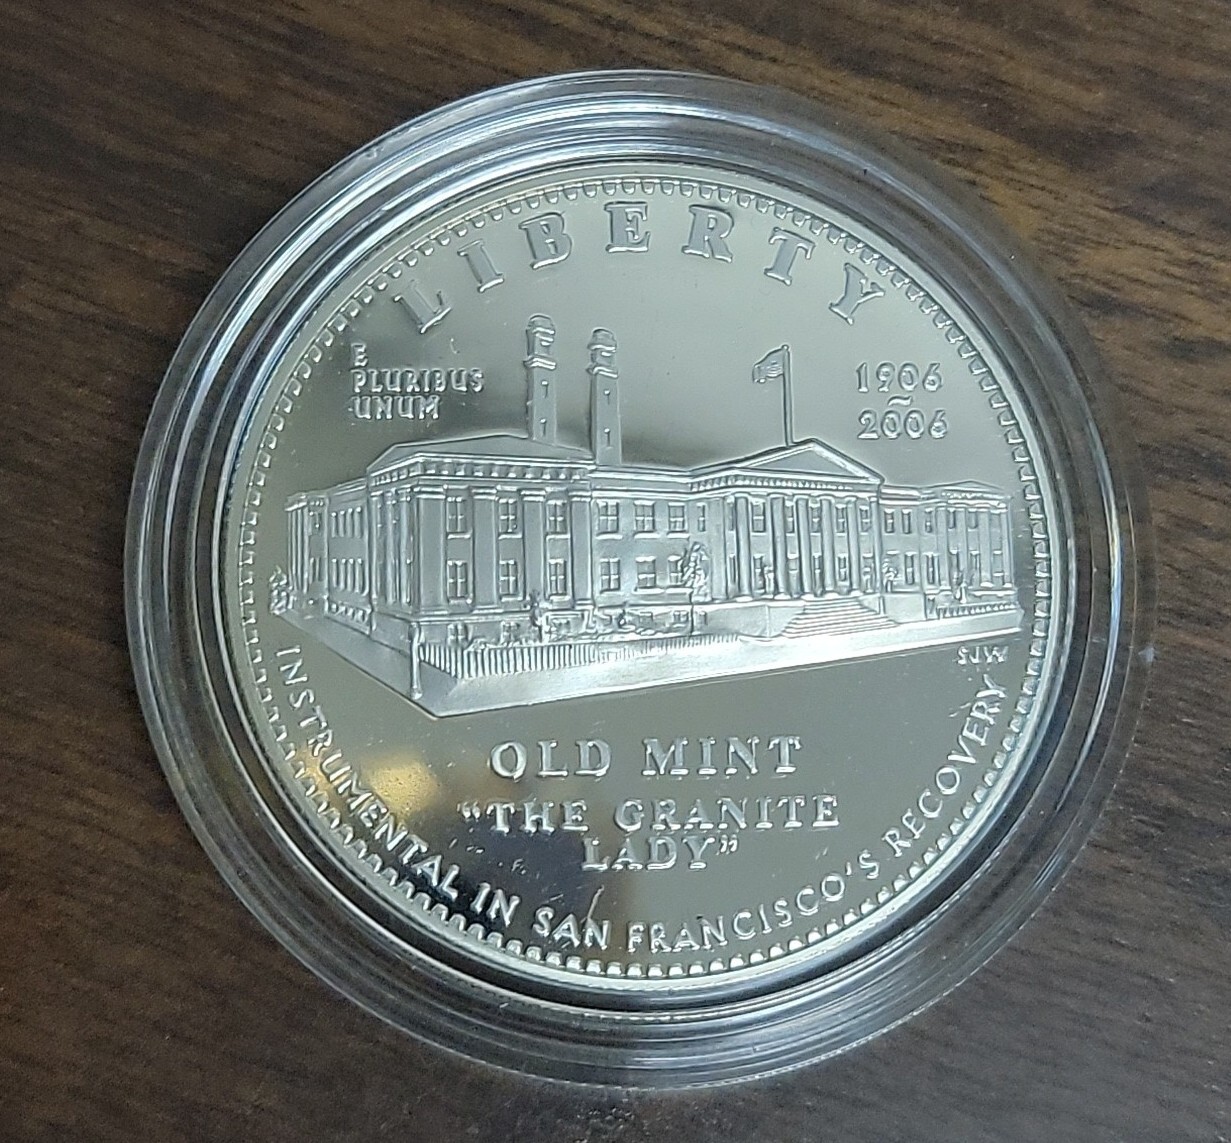 LIBERTY
E
PLURIBUS
UNUM
1906
~
2006
SJW
OLD MINT
"THE GRANITE
LADY"
INSTRUMENTAL IN SAN FRANCISCO'S RECOVERY